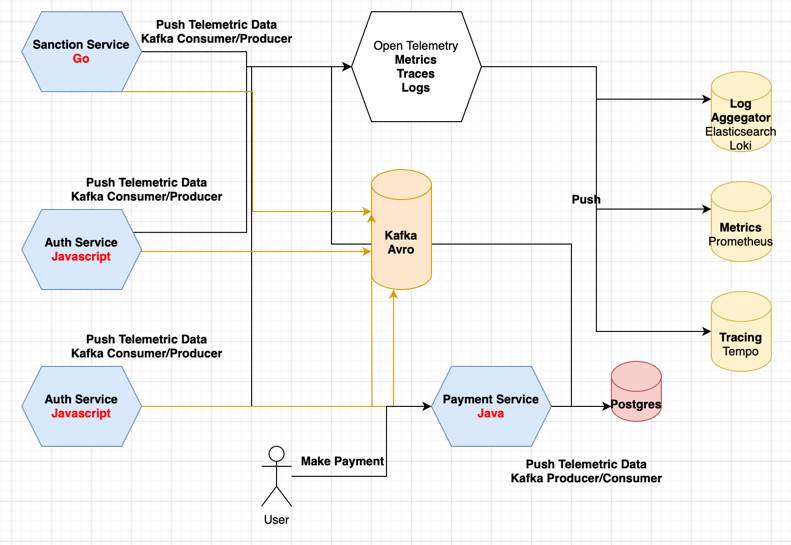 Push Telemetric Data
Kafka Consumer/Producer
Sanction Service
Go
Open Telemetry
Metrics
Traces
Logs
Log
Aggegator
Elasticsearch
Loki
Push Telemetric Data
Kafka Consumer/Producer
Auth Service
Javascript
Kafka
Avro
Push
Metrics
Prometheus
Tracing
Tempo
Push Telemetric Data
Kafka Consumer/Producer
Auth Service
Javascript
Payment Service
Java
Postgres
Make Payment
User
Push Telemetric Data
Kafka Producer/Consumer